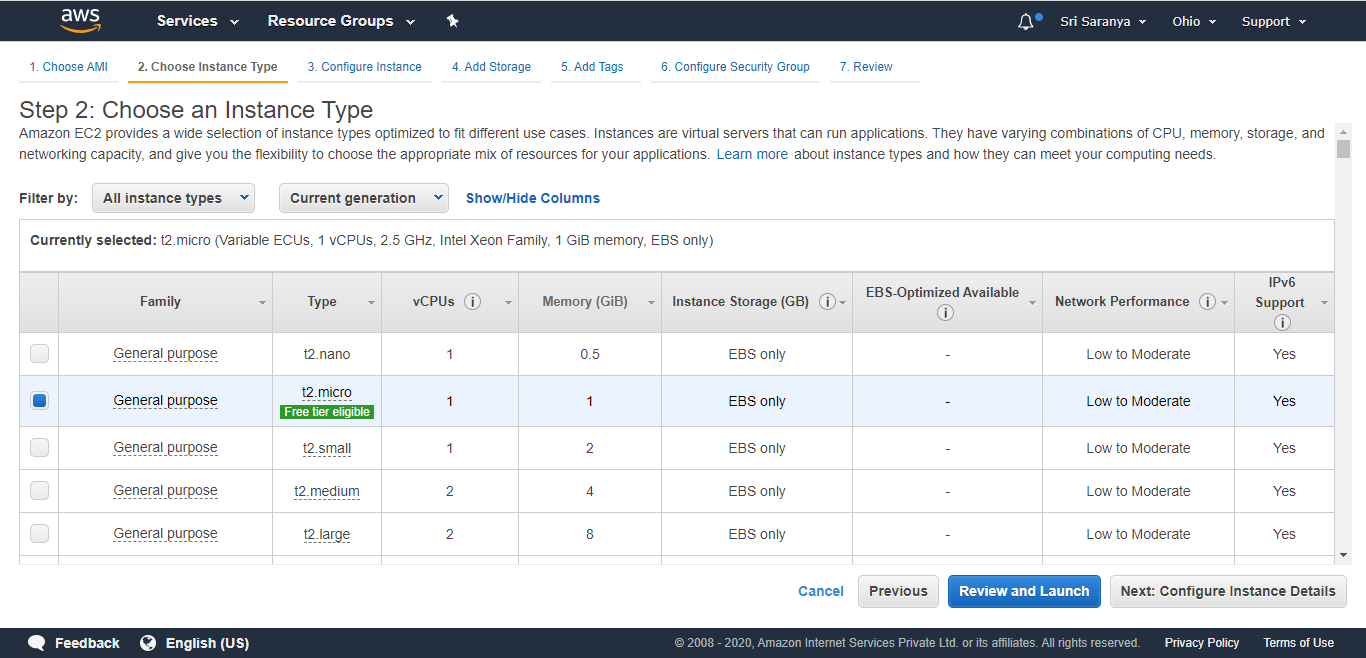 aws Services Resource Groups Sri Saranya Ohio Support
1. Choose AMI 2. Choose Instance Type 3. Configure Instance 4. Add Storage 5. Add Tags 6. Configure Security Group 7. Review
Step 2: Choose an Instance Type
Amazon EC2 provides a wide selection of instance types optimized to fit different use cases. Instances are virtual servers that can run applications. They have varying combinations of CPU, memory, storage, and
networking capacity, and give you the flexibility to choose the appropriate mix of resources for your applications. Learn more about instance types and how they can meet your computing needs.
Filter by: All instance types Current generation Show/Hide Columns
Currently selected: t2.micro (Variable ECUs, 1 vCPUs, 2.5 GHz, Intel Xeon Family, 1 GiB memory, EBS only)
Family Type vCPUs i Memory (GiB) Instance Storage (GB) i EBS-Optimized Available i Network Performance i IPv6 Support i
General purpose t2.nano 1 0.5 EBS only - Low to Moderate Yes
General purpose t2.micro Free tier eligible 1 1 EBS only - Low to Moderate Yes
General purpose t2.small 1 2 EBS only - Low to Moderate Yes
General purpose t2.medium 2 4 EBS only - Low to Moderate Yes
General purpose t2.large 2 8 EBS only - Low to Moderate Yes
Cancel Previous Review and Launch Next: Configure Instance Details
Feedback English (US) © 2008 - 2020, Amazon Internet Services Private Ltd. or its affiliates. All rights reserved. Privacy Policy Terms of Use